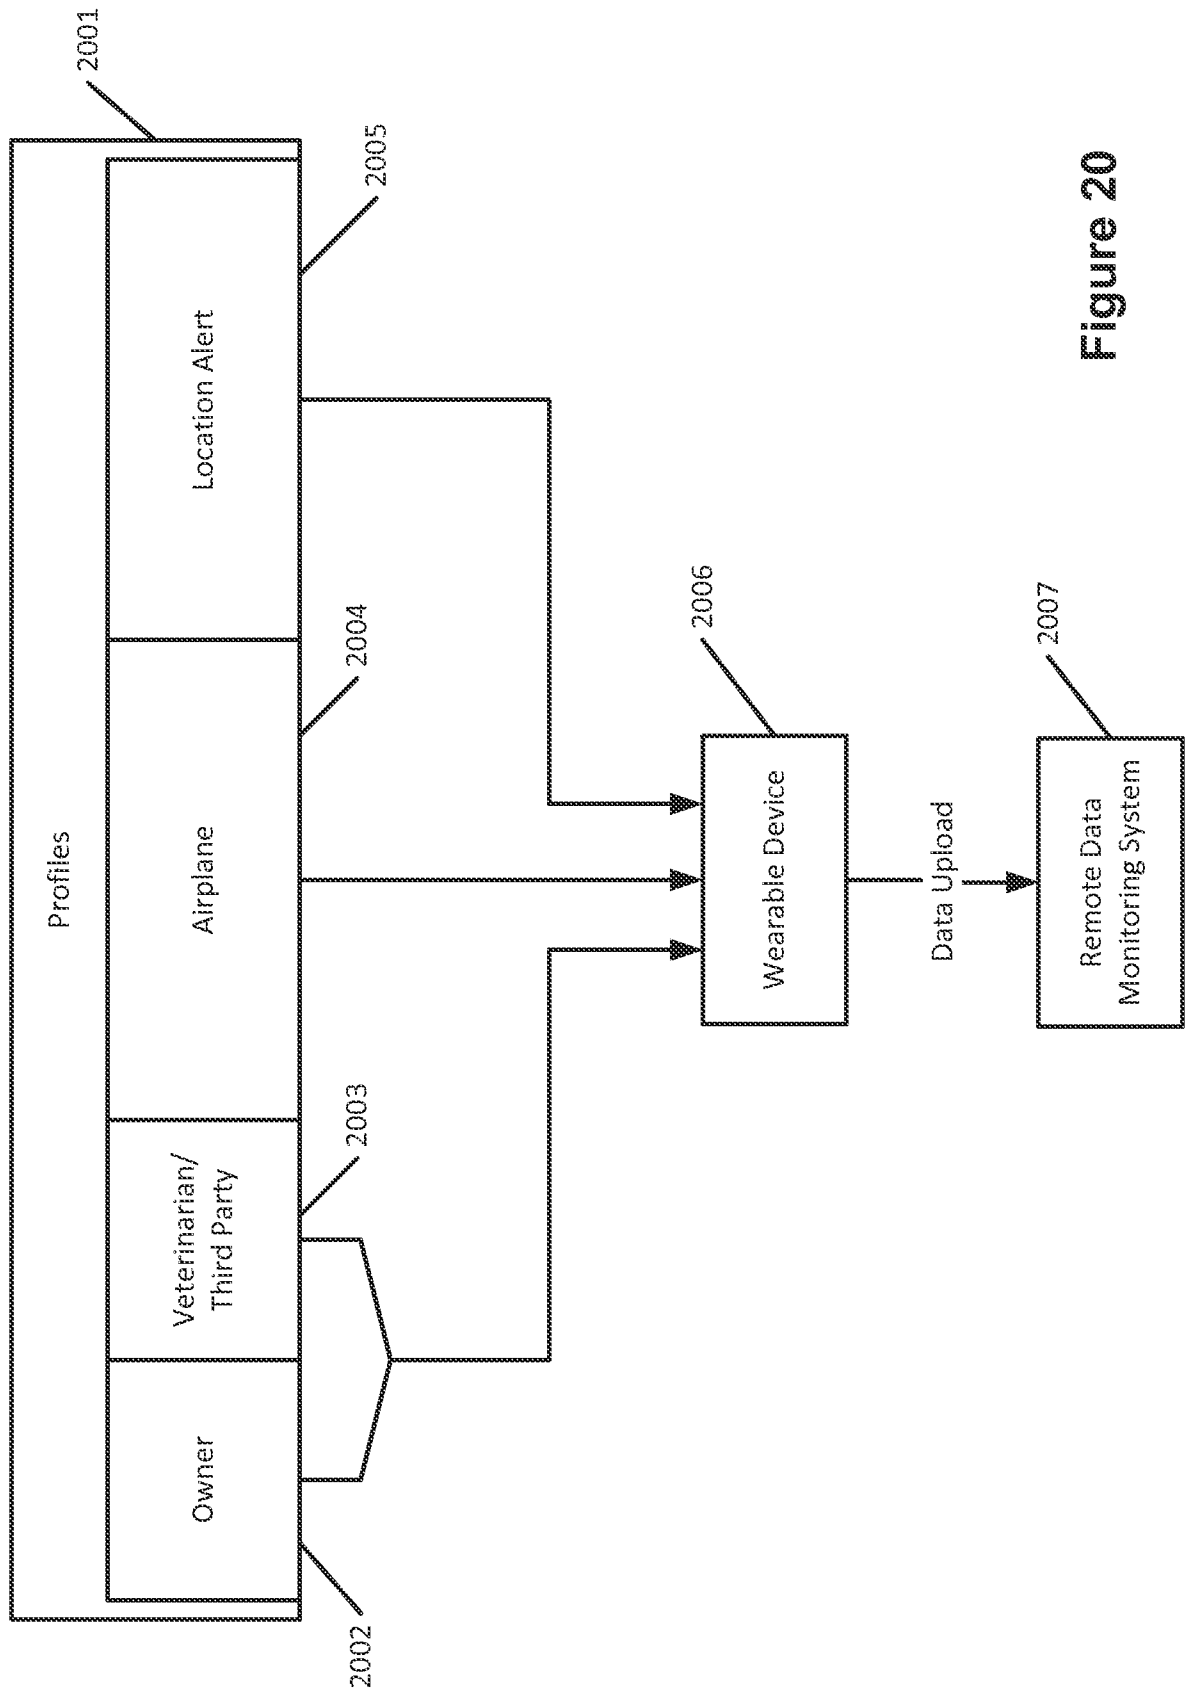 2001
Profiles
Owner
Veterinarian/
Third Party
Airplane
Location Alert
2002
2003
2004
2005
Wearable Device
2006
Data Upload
Remote Data
Monitoring System
2007
Figure 20